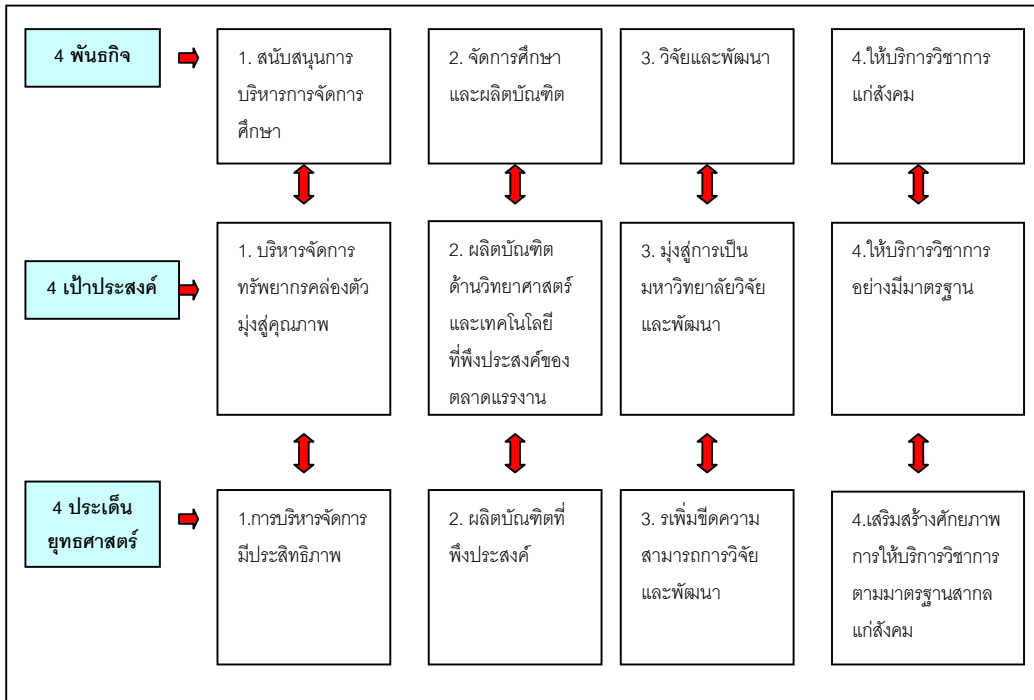 4 พันธกิจ
1. สนับสนุนการ
บริหารการจัดการ
ศึกษา
2. จัดการศึกษา
และผลิตบัณฑิต
3. วิจัยและพัฒนา
4.ให้บริการวิชาการ
แก่สังคม
4 เป้าประสงค์
1. บริหารจัดการ
ทรัพยากรคล่องตัว
มุ่งสู่คุณภาพ
2. ผลิตบัณฑิต
ด้านวิทยาศาสตร์
และเทคโนโลยี
ที่พึงประสงค์ของ
ตลาดแรรงาน
3. มุ่งสู่การเป็น
มหาวิทยาลัยวิจัย
และพัฒนา
4.ให้บริการวิชาการ
อย่างมีมาตรฐาน
4 ประเด็น
ยุทธศาสตร์
1.การบริหารจัดการ
มีประสิทธิภาพ
2. ผลิตบัณฑิตที่
พึงประสงค์
3. รเพิ่มขีดความ
สามารถการวิจัย
และพัฒนา
4.เสริมสร้างศักยภาพ
การให้บริการวิชาการ
ตามมาตรฐานสากล
แก่สังคม